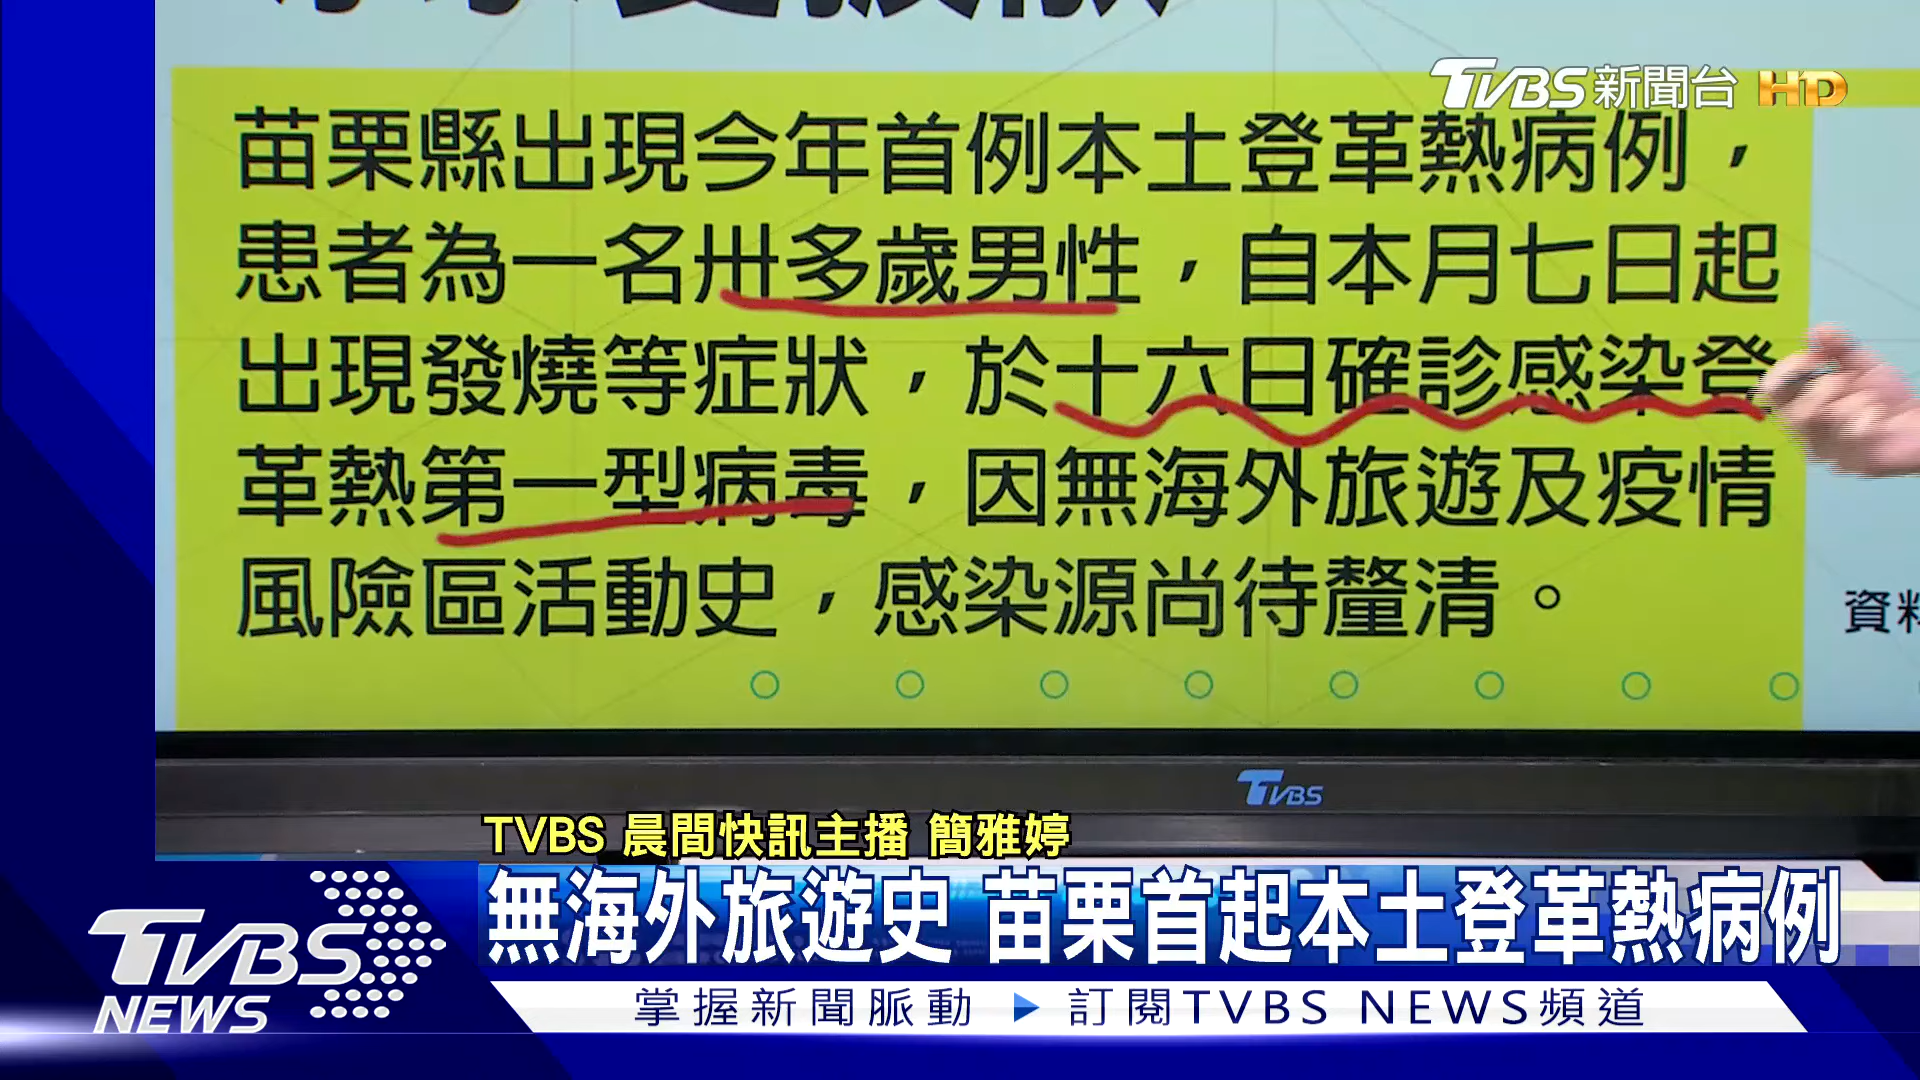 TVBS新聞台 HD
苗栗縣出現今年首例本土登革熱病例，
患者為一名卅多歲男性，自本月七日起
出現發燒等症狀，於十六日確診感染登
革熱第一型病毒，因無海外旅遊及疫情
風險區活動史，感染源尚待釐清。
資料
TVBS
TVBS 晨間快訊主播 簡雅婷
無海外旅遊史 苗栗首起本土登革熱病例
TVBS NEWS
掌握新聞脈動 ▶ 訂閱TVBS NEWS頻道